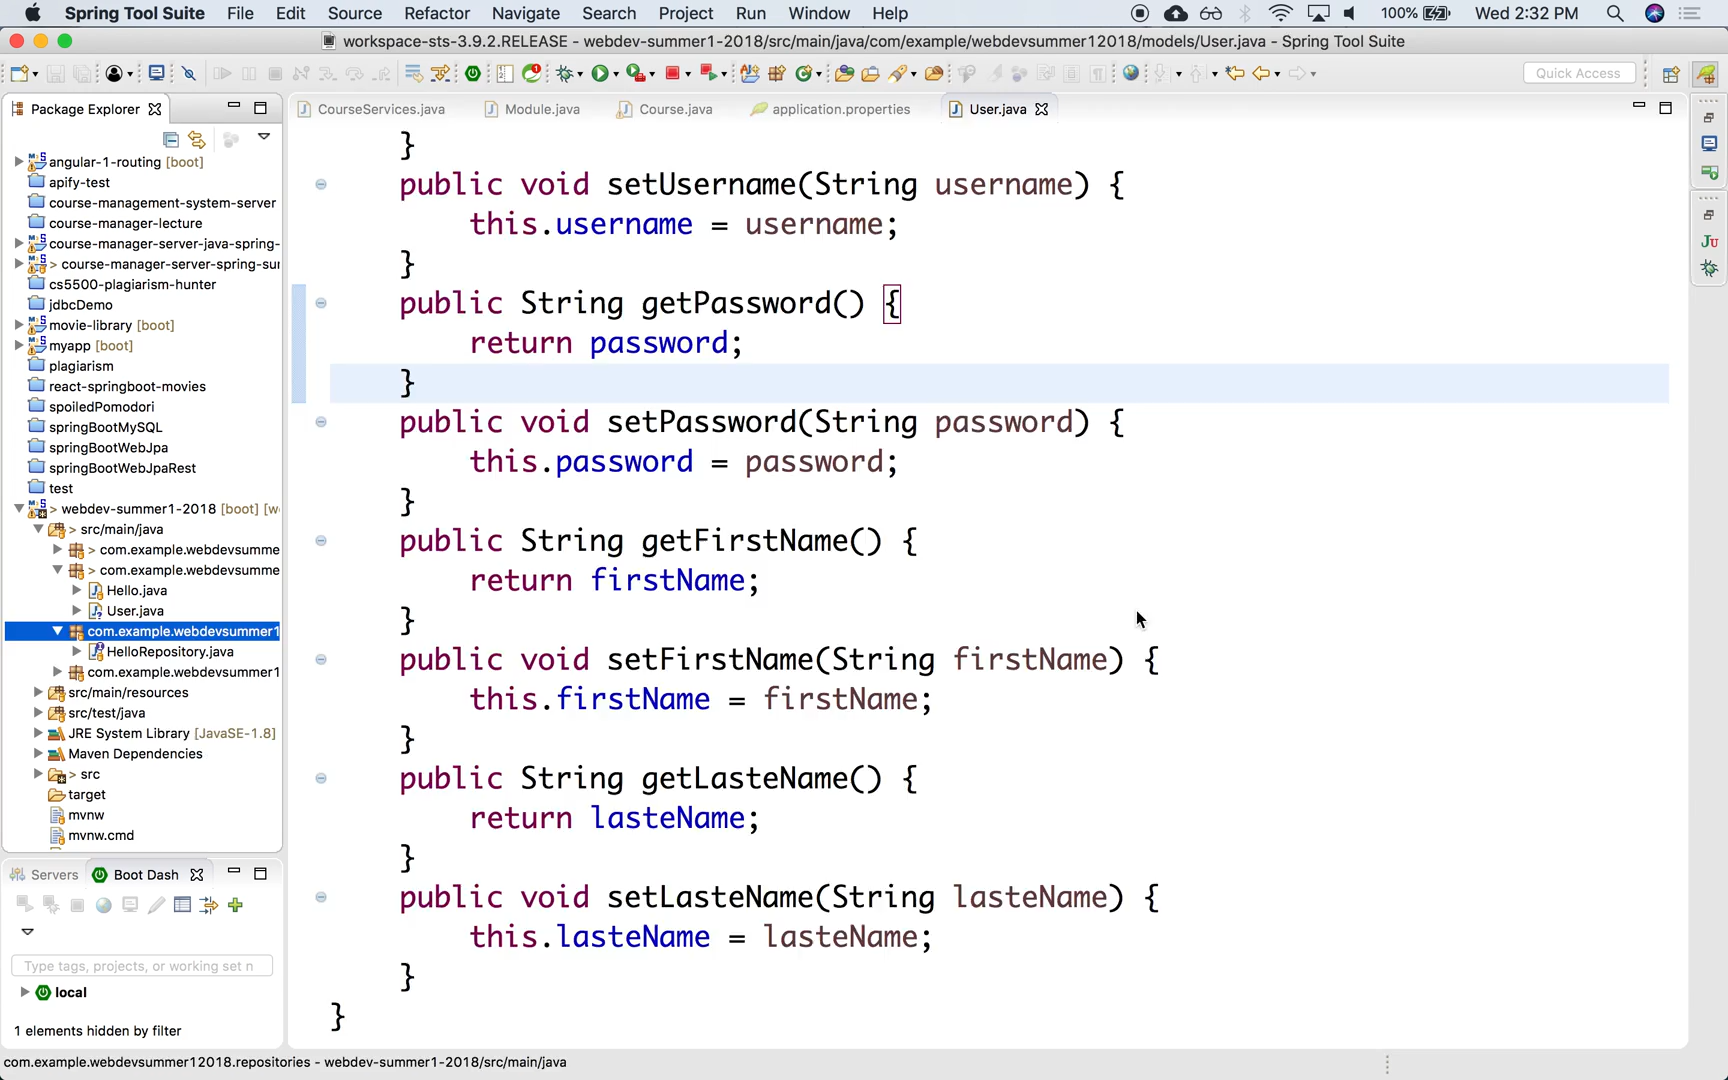 Spring Tool Suite File Edit Source Refactor Navigate Search Project Run Window Help 100% Wed 2:32 PM
workspace-sts-3.9.2.RELEASE - webdev-summer1-2018/src/main/java/com/example/webdevsummer12018/models/User.java - Spring Tool Suite
Quick Access
Package Explorer
CourseServices.java Module.java Course.java application.properties User.java
angular-1-routing [boot]
apify-test
course-management-system-server
course-manager-lecture
course-manager-server-java-spring-
> course-manager-server-spring-sur
cs5500-plagiarism-hunter
jdbcDemo
movie-library [boot]
myapp [boot]
plagiarism
react-springboot-movies
spoiledPomodori
springBootMySQL
springBootWebJpa
springBootWebJpaRest
test
> webdev-summer1-2018 [boot] [w
> src/main/java
> com.example.webdevsumme
> com.example.webdevsumme
Hello.java
User.java
com.example.webdevsummer1
HelloRepository.java
com.example.webdevsummer1
src/main/resources
src/test/java
JRE System Library [JavaSE-1.8]
Maven Dependencies
> src
target
mvnw
mvnw.cmd
}
public void setUsername(String username) {
this.username = username;
}
public String getPassword() {
return password;
}
public void setPassword(String password) {
this.password = password;
}
public String getFirstName() {
return firstName;
}
public void setFirstName(String firstName) {
this.firstName = firstName;
}
public String getLasteName() {
return lasteName;
}
public void setLasteName(String lasteName) {
this.lasteName = lasteName;
}
}
Ju
Servers Boot Dash
Type tags, projects, or working set n
local
1 elements hidden by filter
com.example.webdevsummer12018.repositories - webdev-summer1-2018/src/main/java